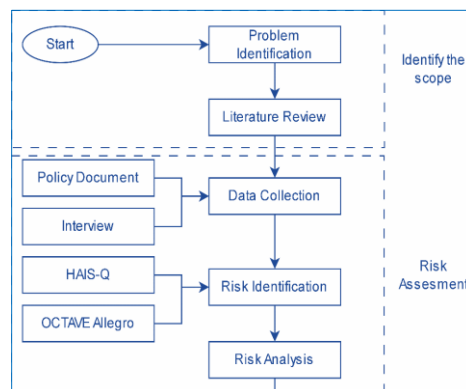 Start
Problem
Identification
Identify the
scope
Literature Review
Policy Document
Data Collection
Interview
HAIS-Q
Risk Identification
Risk
Assesment
OCTAVE Allegro
Risk Analysis